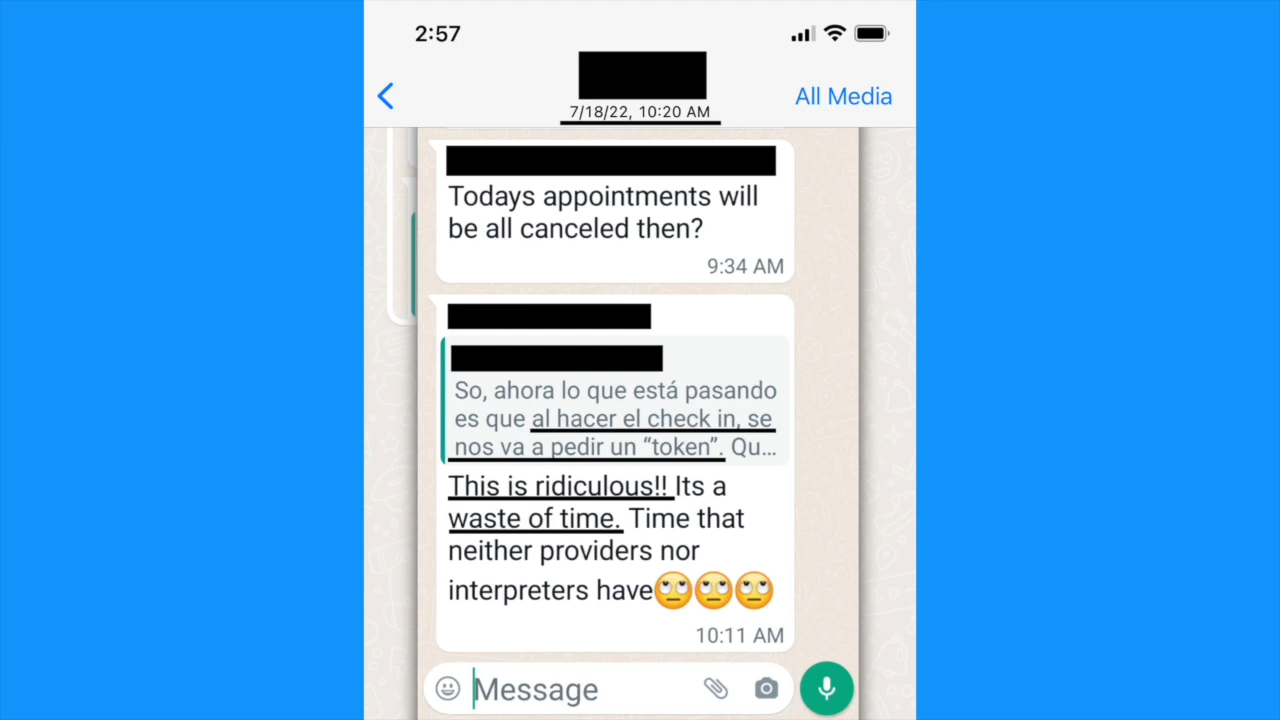 2:57
7/18/22, 10:20 AM
All Media
Todays appointments will
be all canceled then?
9:34 AM
So, ahora lo que está pasando
es que al hacer el check in, se
nos va a pedir un “token”. Qu...
This is ridiculous!! Its a
waste of time. Time that
neither providers nor
interpreters have🙄🙄🙄
10:11 AM
Message